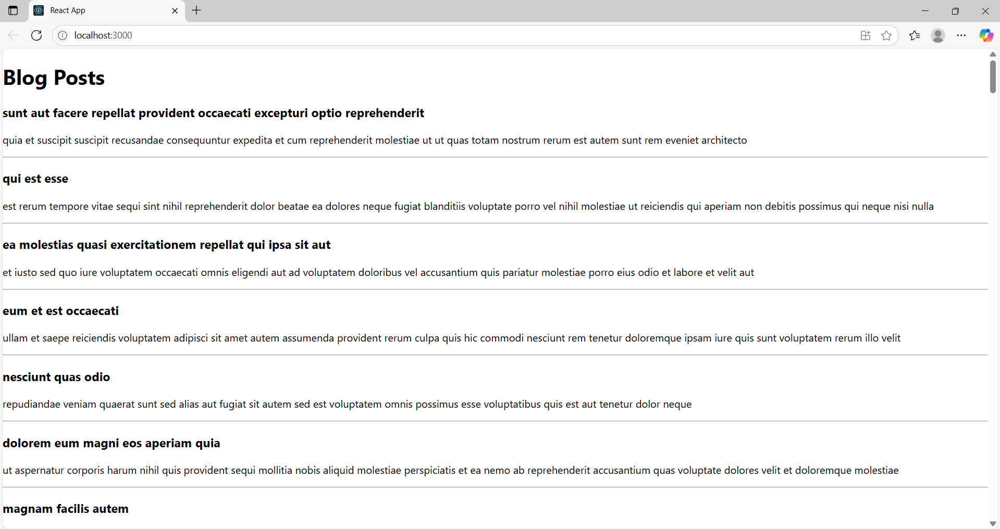 React App
localhost:3000
Blog Posts
sunt aut facere repellat provident occaecati excepturi optio reprehenderit
quia et suscipit suscipit recusandae consequuntur expedita et cum reprehenderit molestiae ut ut quas totam nostrum rerum est autem sunt rem eveniet architecto
qui est esse
est rerum tempore vitae sequi sint nihil reprehenderit dolor beatae ea dolores neque fugiat blanditiis voluptate porro vel nihil molestiae ut reiciendis qui aperiam non debitis possimus qui neque nisi nulla
ea molestias quasi exercitationem repellat qui ipsa sit aut
et iusto sed quo iure voluptatem occaecati omnis eligendi aut ad voluptatem doloribus vel accusantium quis pariatur molestiae porro eius odio et labore et velit aut
eum et est occaecati
ullam et saepe reiciendis voluptatem adipisci sit amet autem assumenda provident rerum culpa quis hic commodi nesciunt rem tenetur doloremque ipsam iure quis sunt voluptatem rerum illo velit
nesciunt quas odio
repudiandae veniam quaerat sunt sed alias aut fugiat sit autem sed est voluptatem omnis possimus esse voluptatibus quis est aut tenetur dolor neque
dolorem eum magni eos aperiam quia
ut aspernatur corporis harum nihil quis provident sequi mollitia nobis aliquid molestiae perspiciatis et ea nemo ab reprehenderit accusantium quas voluptate dolores velit et doloremque molestiae
magnam facilis autem